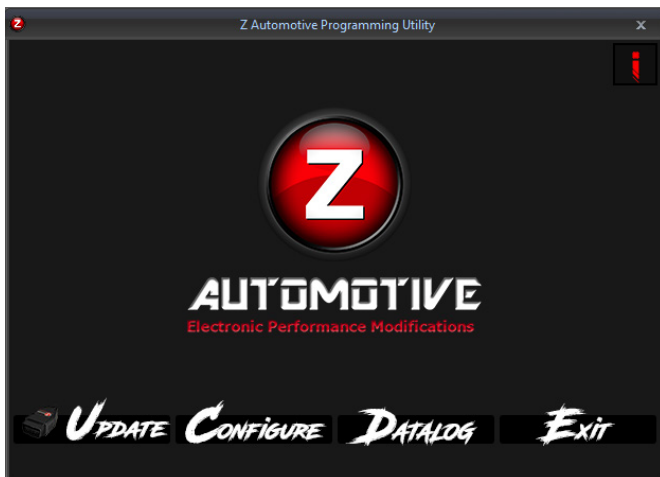 Z Automotive Programming Utility x
i
Z
AUTOMOTIVE
Electronic Performance Modifications
UPDATE CONFIGURE DATALOG EXIT